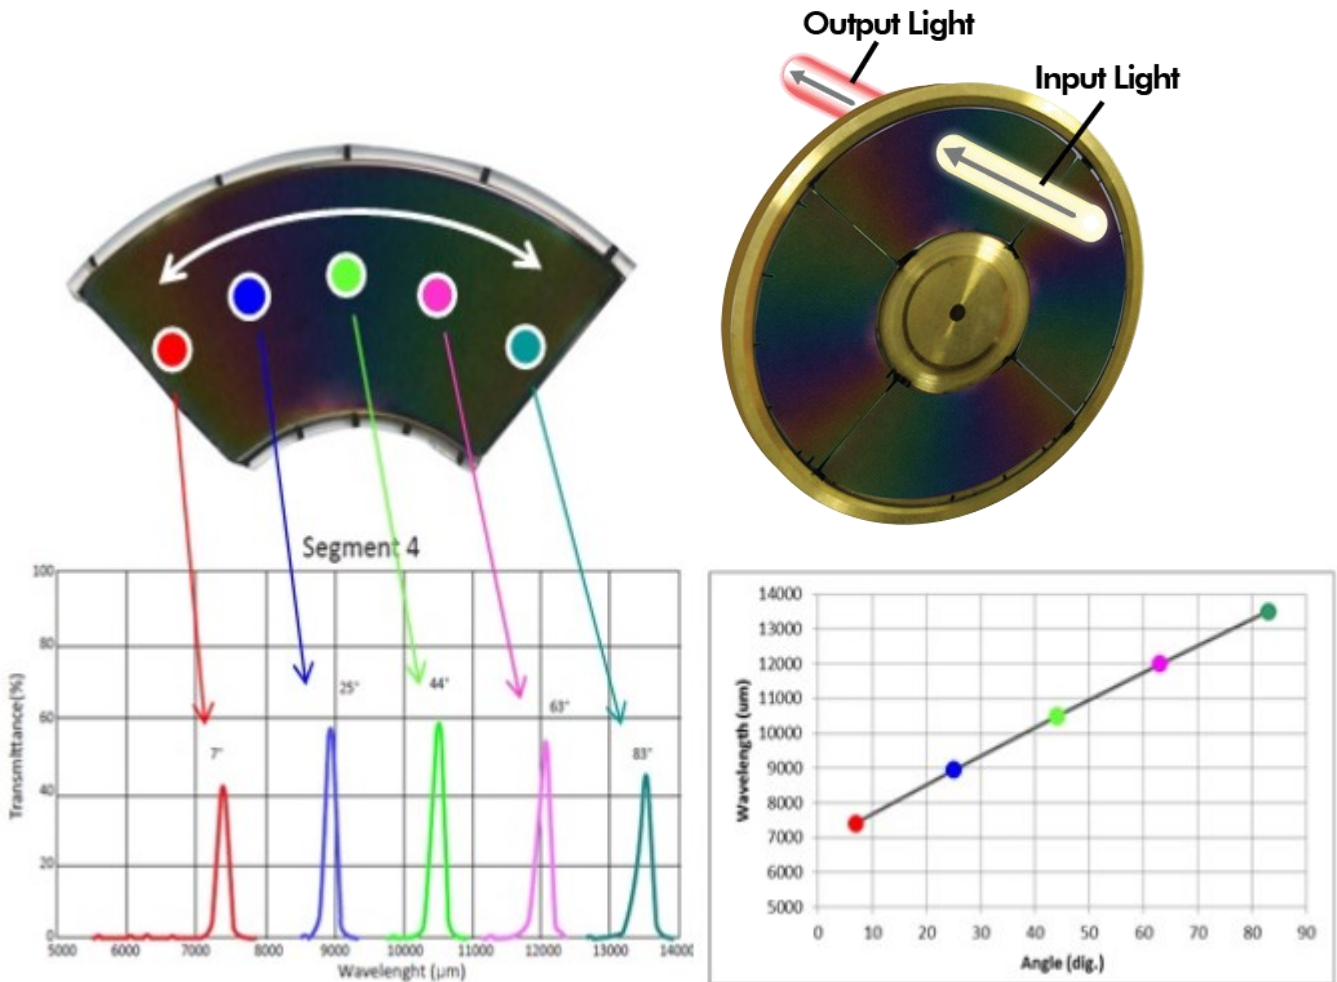 Output Light
Input Light
Segment 4
Transmittance(%)
100
80
60
40
20
0
7°
25°
44°
63°
83°
5000 6000 7000 8000 9000 10000 11000 12000 13000 14000
Wavelenght (μm)
Wavelength (um)
14000
13000
12000
11000
10000
9000
8000
7000
6000
5000
0 10 20 30 40 50 60 70 80 90
Angle (dig.)